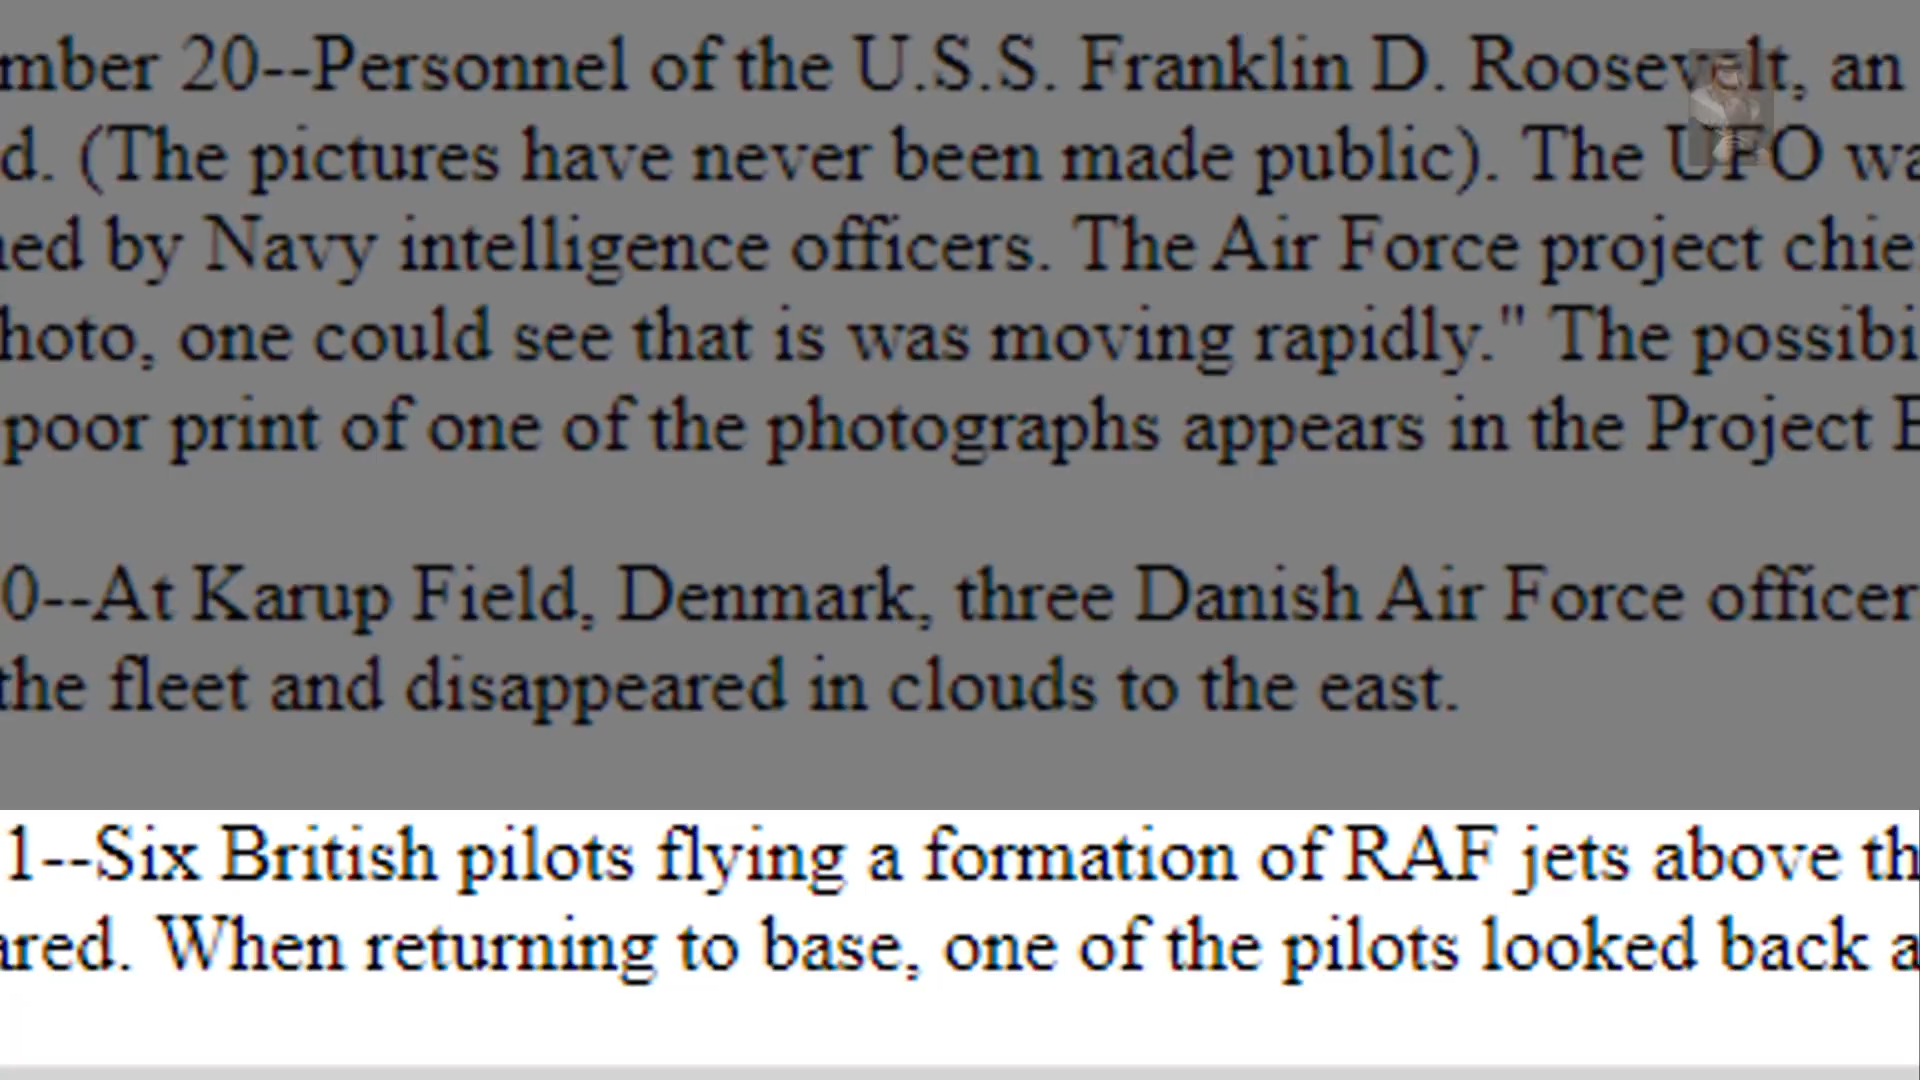 mber 20--Personnel of the U.S.S. Franklin D. Roosevelt, an
d. (The pictures have never been made public). The UFO wa
ned by Navy intelligence officers. The Air Force project chie
hoto, one could see that is was moving rapidly." The possibi
poor print of one of the photographs appears in the Project
0--At Karup Field, Denmark, three Danish Air Force officer
the fleet and disappeared in clouds to the east.
1--Six British pilots flying a formation of RAF jets above th
ared. When returning to base, one of the pilots looked back a